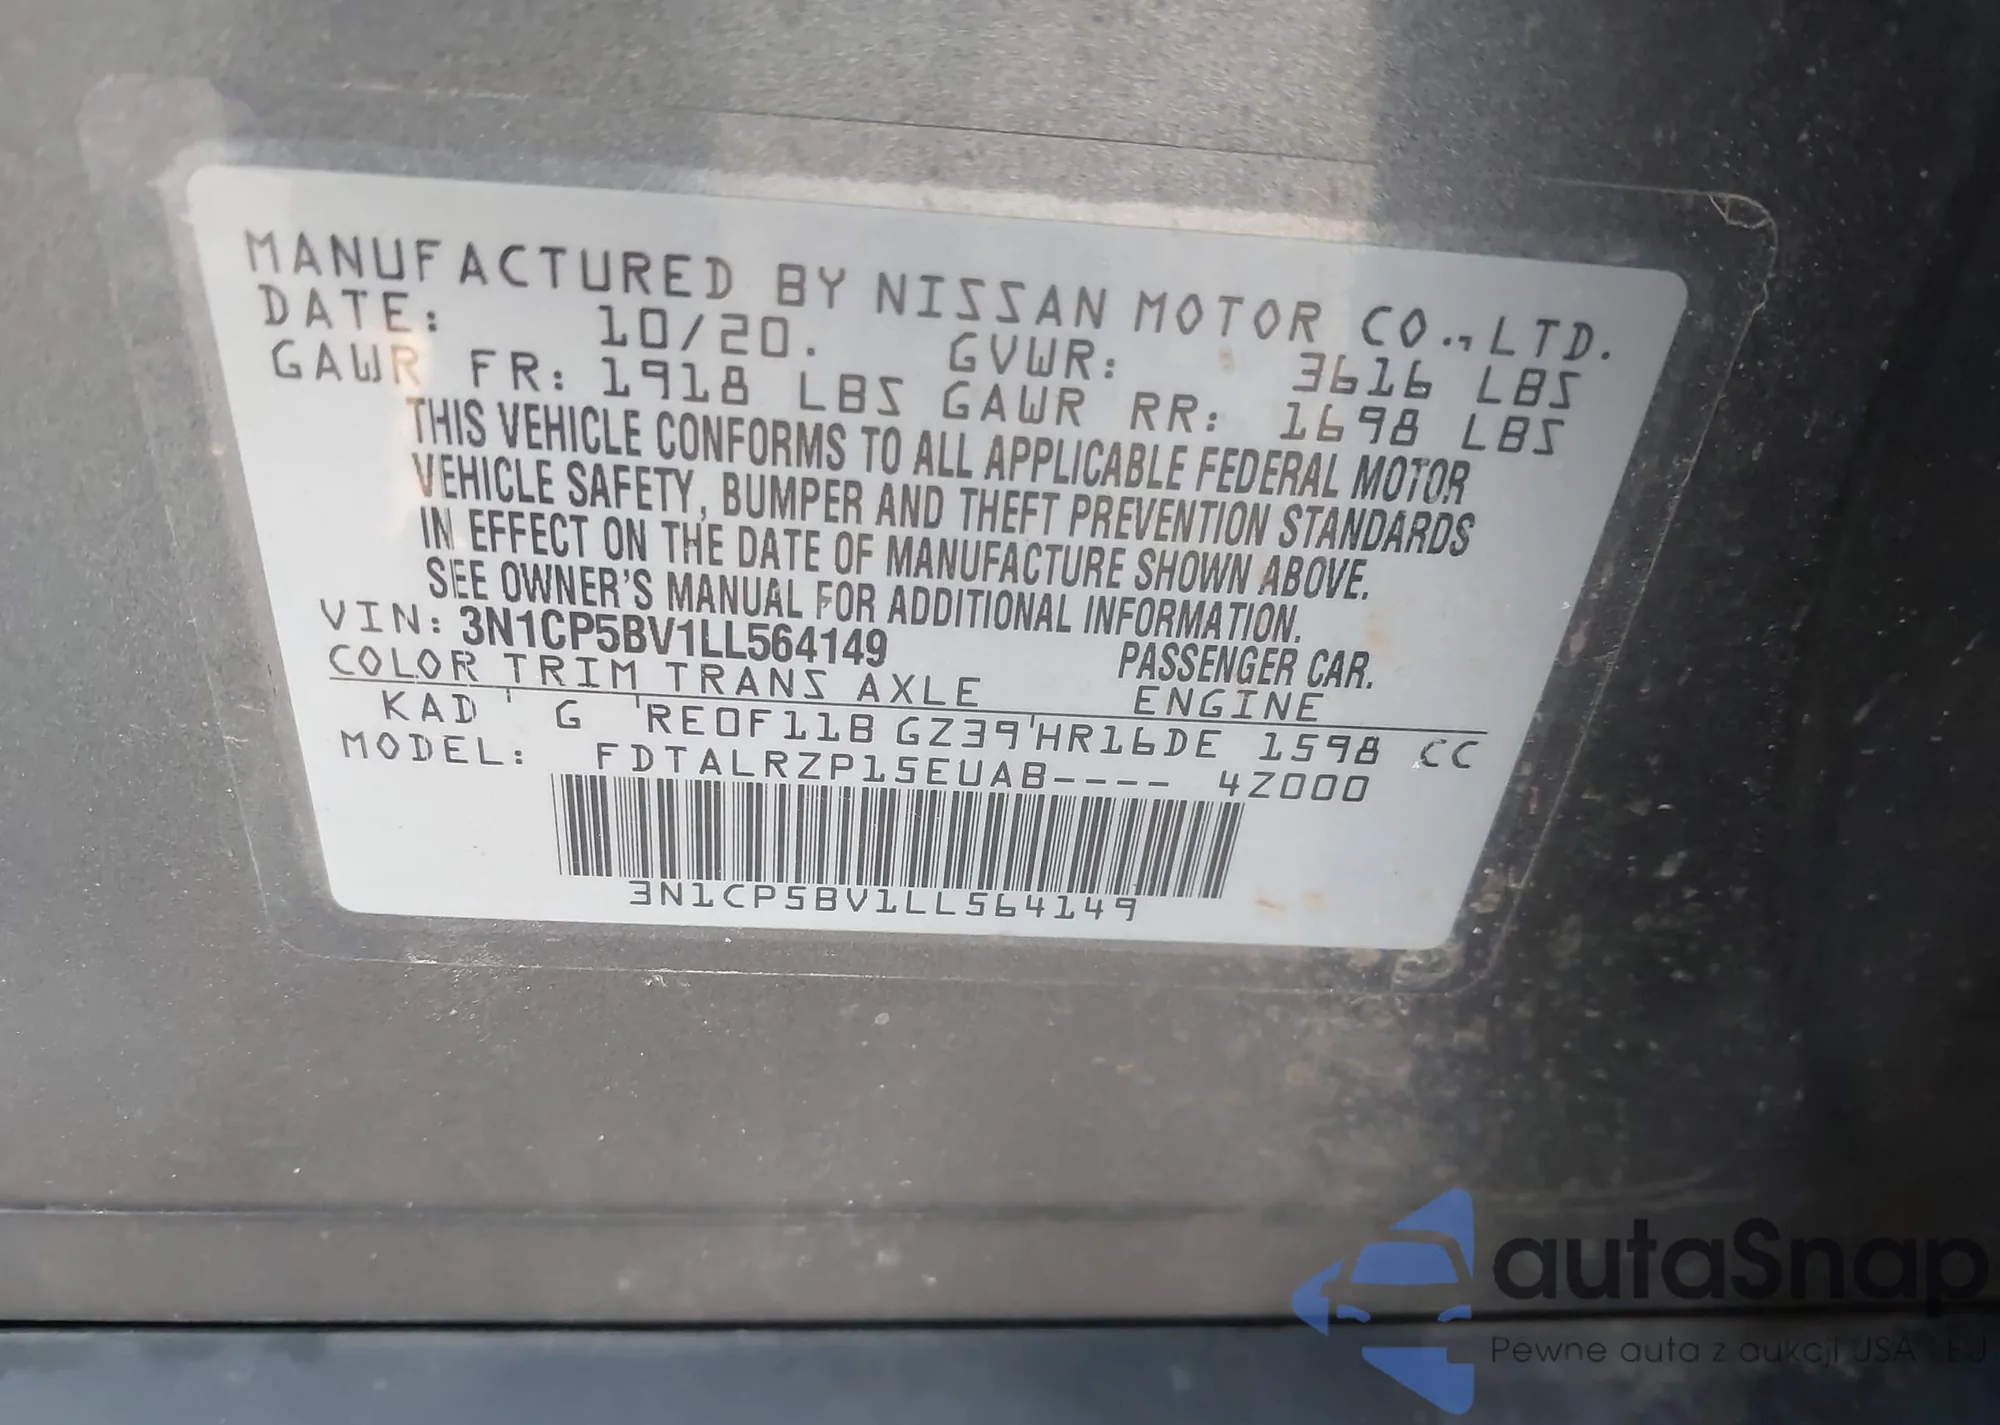 MANUFACTURED BY NISSAN MOTOR CO., LTD.
DATE: 10/20. GVWR: 3616 LBS
GAWR FR: 1918 LBS GAWR RR: 1698 LBS
THIS VEHICLE CONFORMS TO ALL APPLICABLE FEDERAL MOTOR
VEHICLE SAFETY, BUMPER AND THEFT PREVENTION STANDARDS
IN EFFECT ON THE DATE OF MANUFACTURE SHOWN ABOVE.
SEE OWNER'S MANUAL FOR ADDITIONAL INFORMATION.
VIN: 3N1CP5BV1LL564149 PASSENGER CAR.
COLOR TRIM TRANS AXLE ENGINE
KAD ' G 'RE0F11B GZ39'HR16DE 1598 CC
MODEL: FDTALRZP15EUAB---- 4Z000
3N1CP5BV1LL564149
autaSnap
Pewne auta z aukcji USA i EU